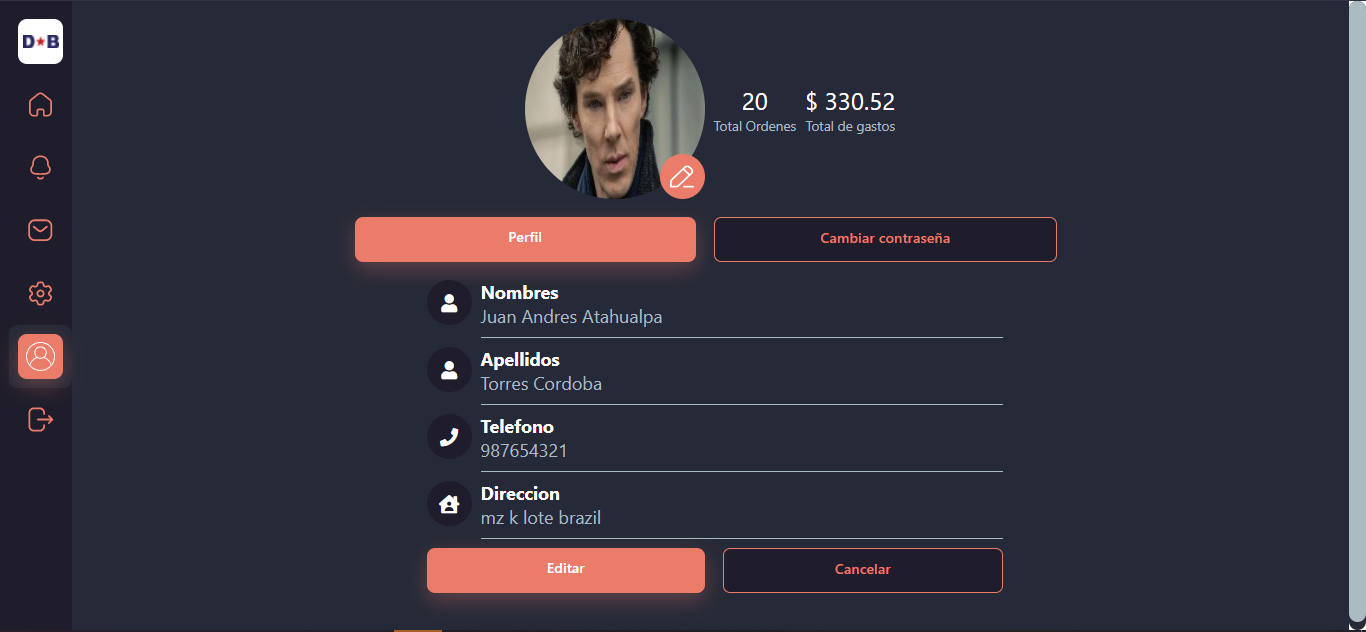 D★B
20
$ 330.52
Total Ordenes
Total de gastos
Perfil
Cambiar contraseña
Nombres
Juan Andres Atahualpa
Apellidos
Torres Cordoba
Telefono
987654321
Direccion
mz k lote brazil
Editar
Cancelar